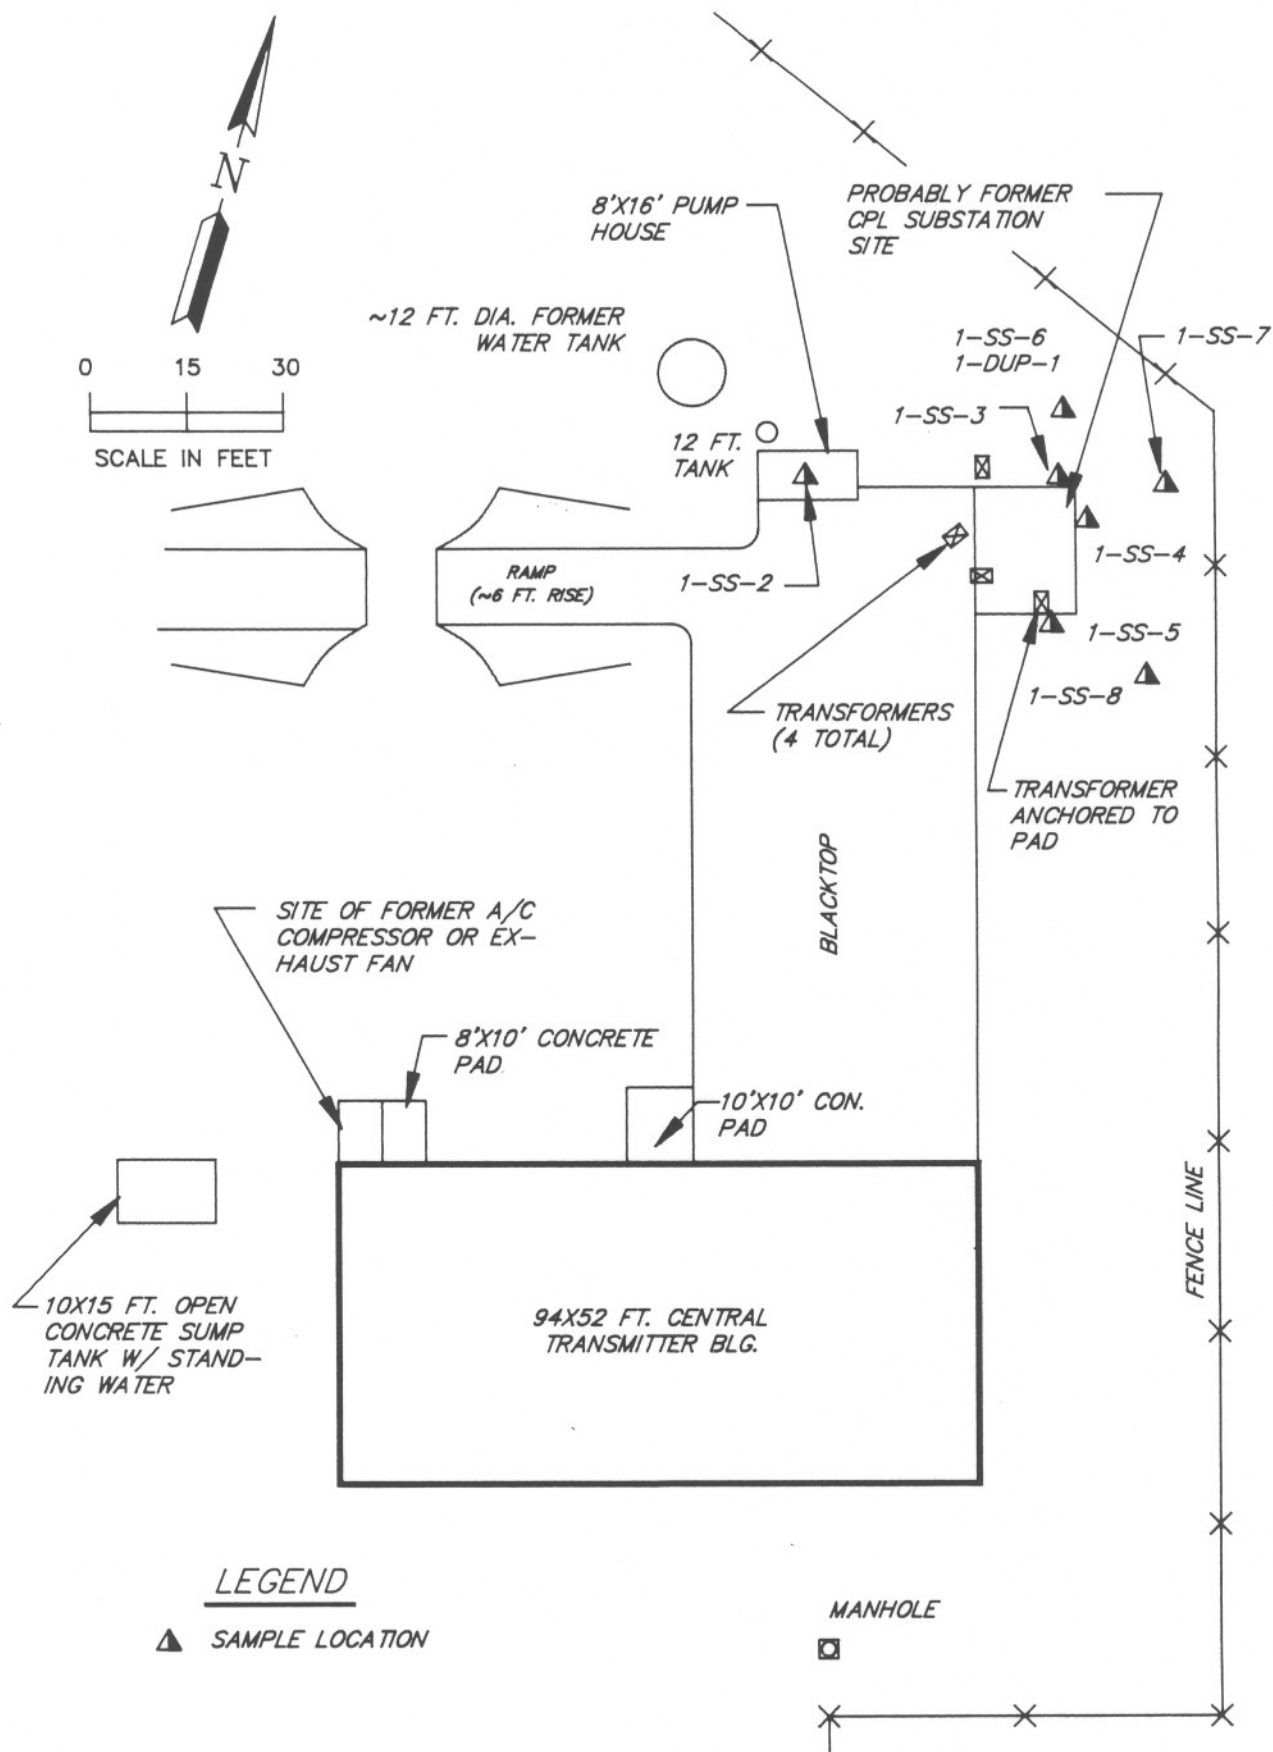 N
0 15 30
SCALE IN FEET
8'X16' PUMP
HOUSE
PROBABLY FORMER
CPL SUBSTATION
SITE
~12 FT. DIA. FORMER
WATER TANK
1-SS-6
1-DUP-1
1-SS-7
1-SS-3
12 FT.
TANK
RAMP
(~6 FT. RISE)
1-SS-2
1-SS-4
1-SS-5
1-SS-8
TRANSFORMERS
(4 TOTAL)
TRANSFORMER
ANCHORED TO
PAD
BLACKTOP
SITE OF FORMER A/C
COMPRESSOR OR EX-
HAUST FAN
8'X10' CONCRETE
PAD
10'X10' CON.
PAD
FENCE LINE
10X15 FT. OPEN
CONCRETE SUMP
TANK W/ STAND-
ING WATER
94X52 FT. CENTRAL
TRANSMITTER BLG.
LEGEND
SAMPLE LOCATION
MANHOLE